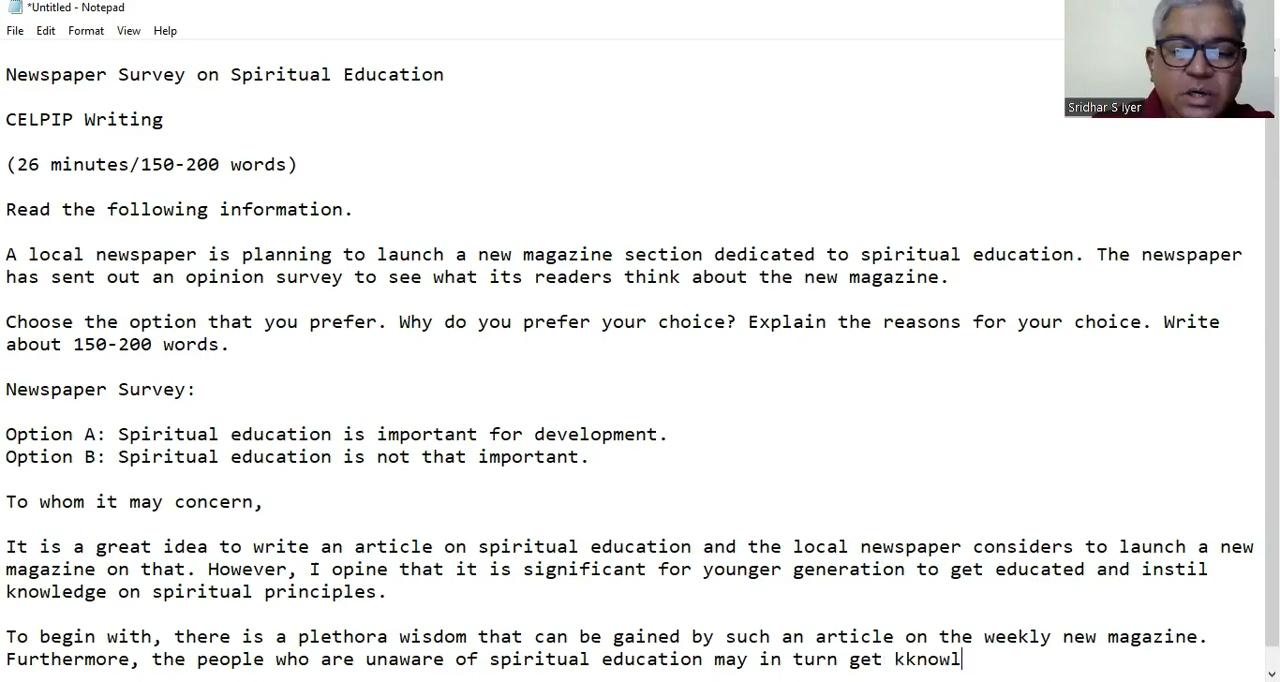 *Untitled - Notepad
File Edit Format View Help
Newspaper Survey on Spiritual Education
CELPIP Writing
(26 minutes/150-200 words)
Read the following information.
A local newspaper is planning to launch a new magazine section dedicated to spiritual education. The newspaper
has sent out an opinion survey to see what its readers think about the new magazine.
Choose the option that you prefer. Why do you prefer your choice? Explain the reasons for your choice. Write
about 150-200 words.
Newspaper Survey:
Option A: Spiritual education is important for development.
Option B: Spiritual education is not that important.
To whom it may concern,
It is a great idea to write an article on spiritual education and the local newspaper considers to launch a new
magazine on that. However, I opine that it is significant for younger generation to get educated and instil
knowledge on spiritual principles.
To begin with, there is a plethora wisdom that can be gained by such an article on the weekly new magazine.
Furthermore, the people who are unaware of spiritual education may in turn get kknowl
Sridhar S Iyer